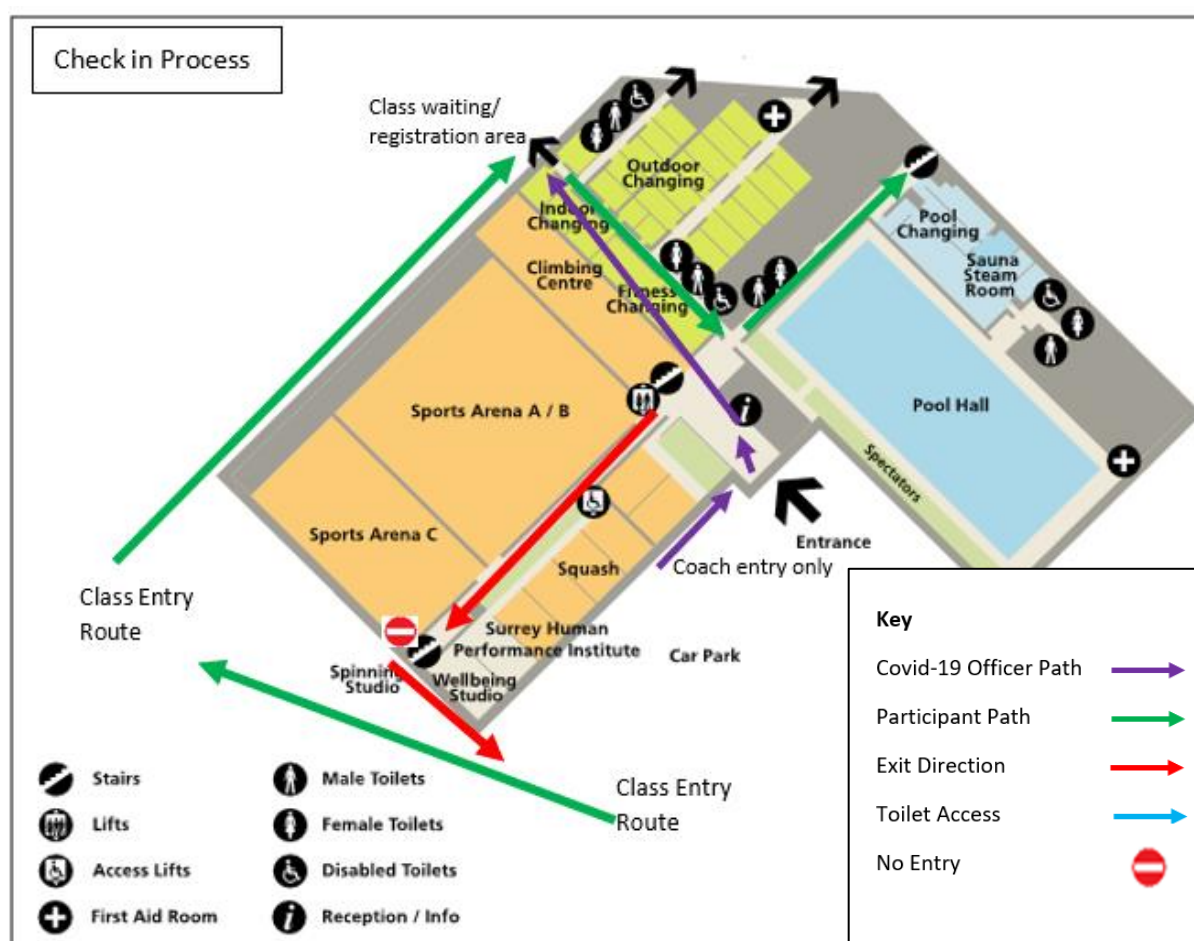 Check in Process
Class waiting/
registration area
Outdoor
Changing
Indoor
Changing
Climbing
Centre
Fitness
Changing
Pool
Changing
Sauna
Steam
Room
Sports Arena A / B
Pool Hall
Spectators
Sports Arena C
Squash
Entrance
Coach entry only
Class Entry
Route
Surrey Human
Performance Institute
Car Park
Spinning
Studio
Wellbeing
Studio
Class Entry
Route
Stairs
Lifts
Access Lifts
First Aid Room
Male Toilets
Female Toilets
Disabled Toilets
Reception / Info
Key
Covid-19 Officer Path
Participant Path
Exit Direction
Toilet Access
No Entry